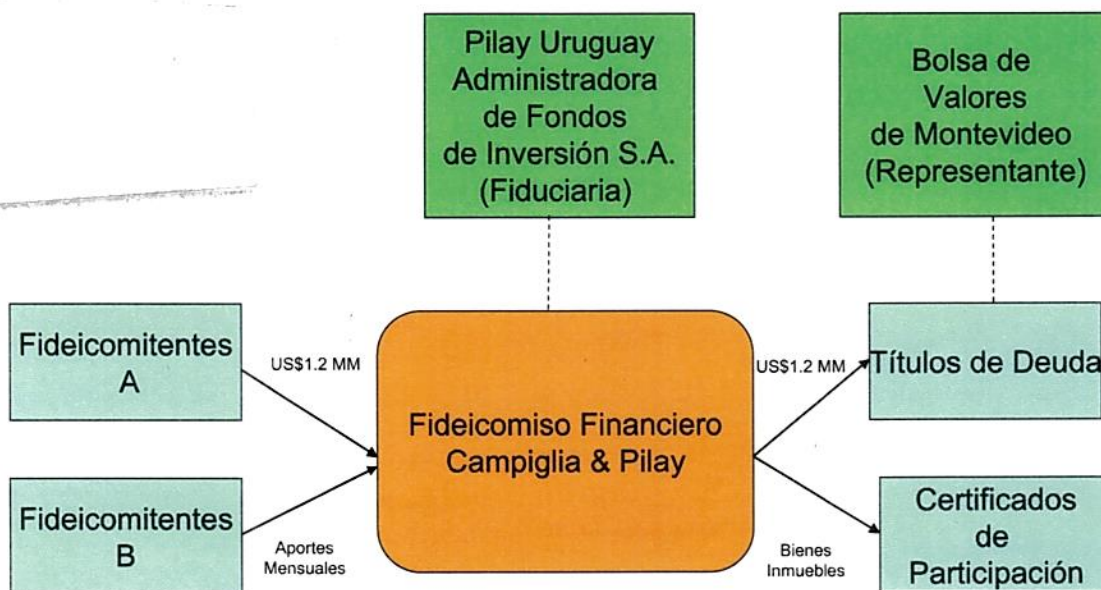 Pilay Uruguay
Administradora
de Fondos
de Inversión S.A.
(Fiduciaria)
Bolsa de
Valores
de Montevideo
(Representante)
Fideicomitentes
A
US$1.2 MM
Fideicomiso Financiero
Campiglia & Pilay
US$1.2 MM
Títulos de Deuda
Fideicomitentes
B
Aportes
Mensuales
Bienes
Inmuebles
Certificados
de
Participación